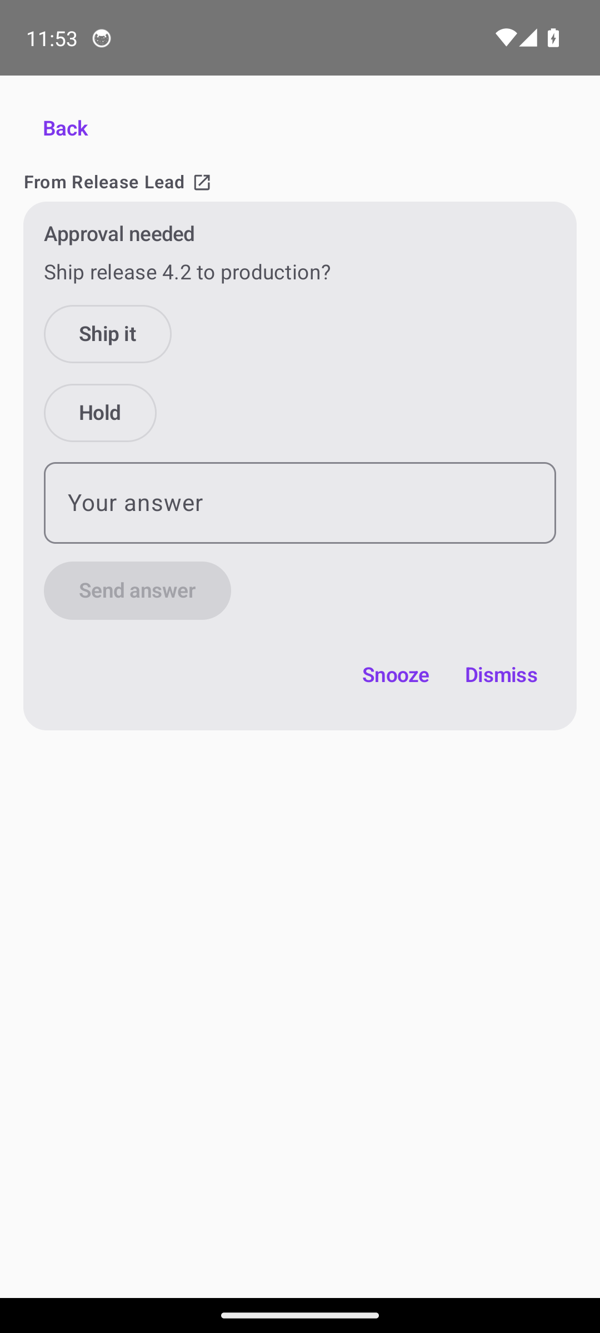 11:53
Back
From Release Lead
Approval needed
Ship release 4.2 to production?
Ship it
Hold
Your answer
Send answer
Snooze Dismiss